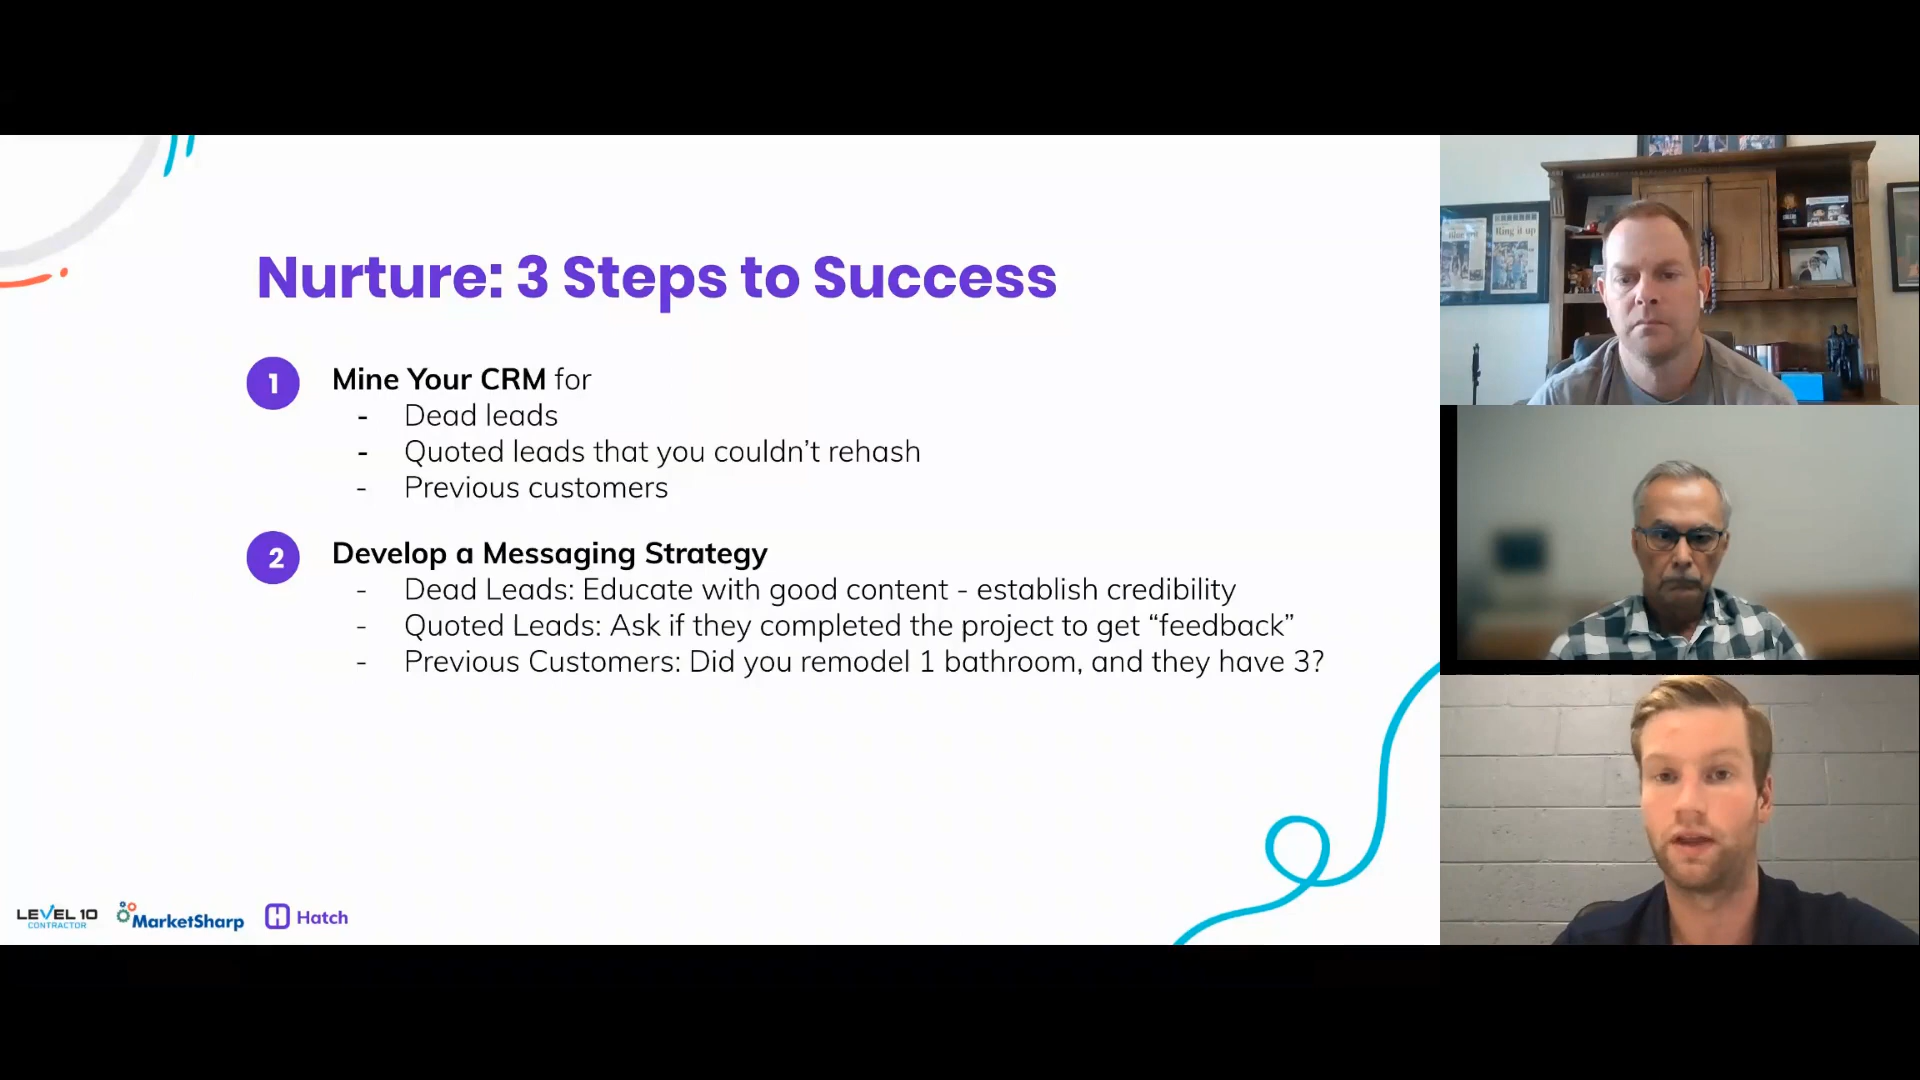 Nurture: 3 Steps to Success
1
Mine Your CRM for
- Dead leads
- Quoted leads that you couldn’t rehash
- Previous customers
2
Develop a Messaging Strategy
- Dead Leads: Educate with good content - establish credibility
- Quoted Leads: Ask if they completed the project to get “feedback”
- Previous Customers: Did you remodel 1 bathroom, and they have 3?
LEVEL 10
CONTRACTOR
MarketSharp
Hatch
Ring it up